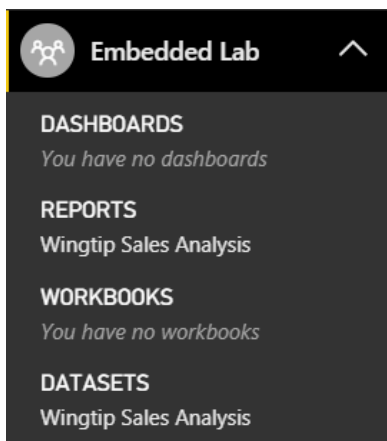 Embedded Lab
DASHBOARDS
You have no dashboards
REPORTS
Wingtip Sales Analysis
WORKBOOKS
You have no workbooks
DATASETS
Wingtip Sales Analysis